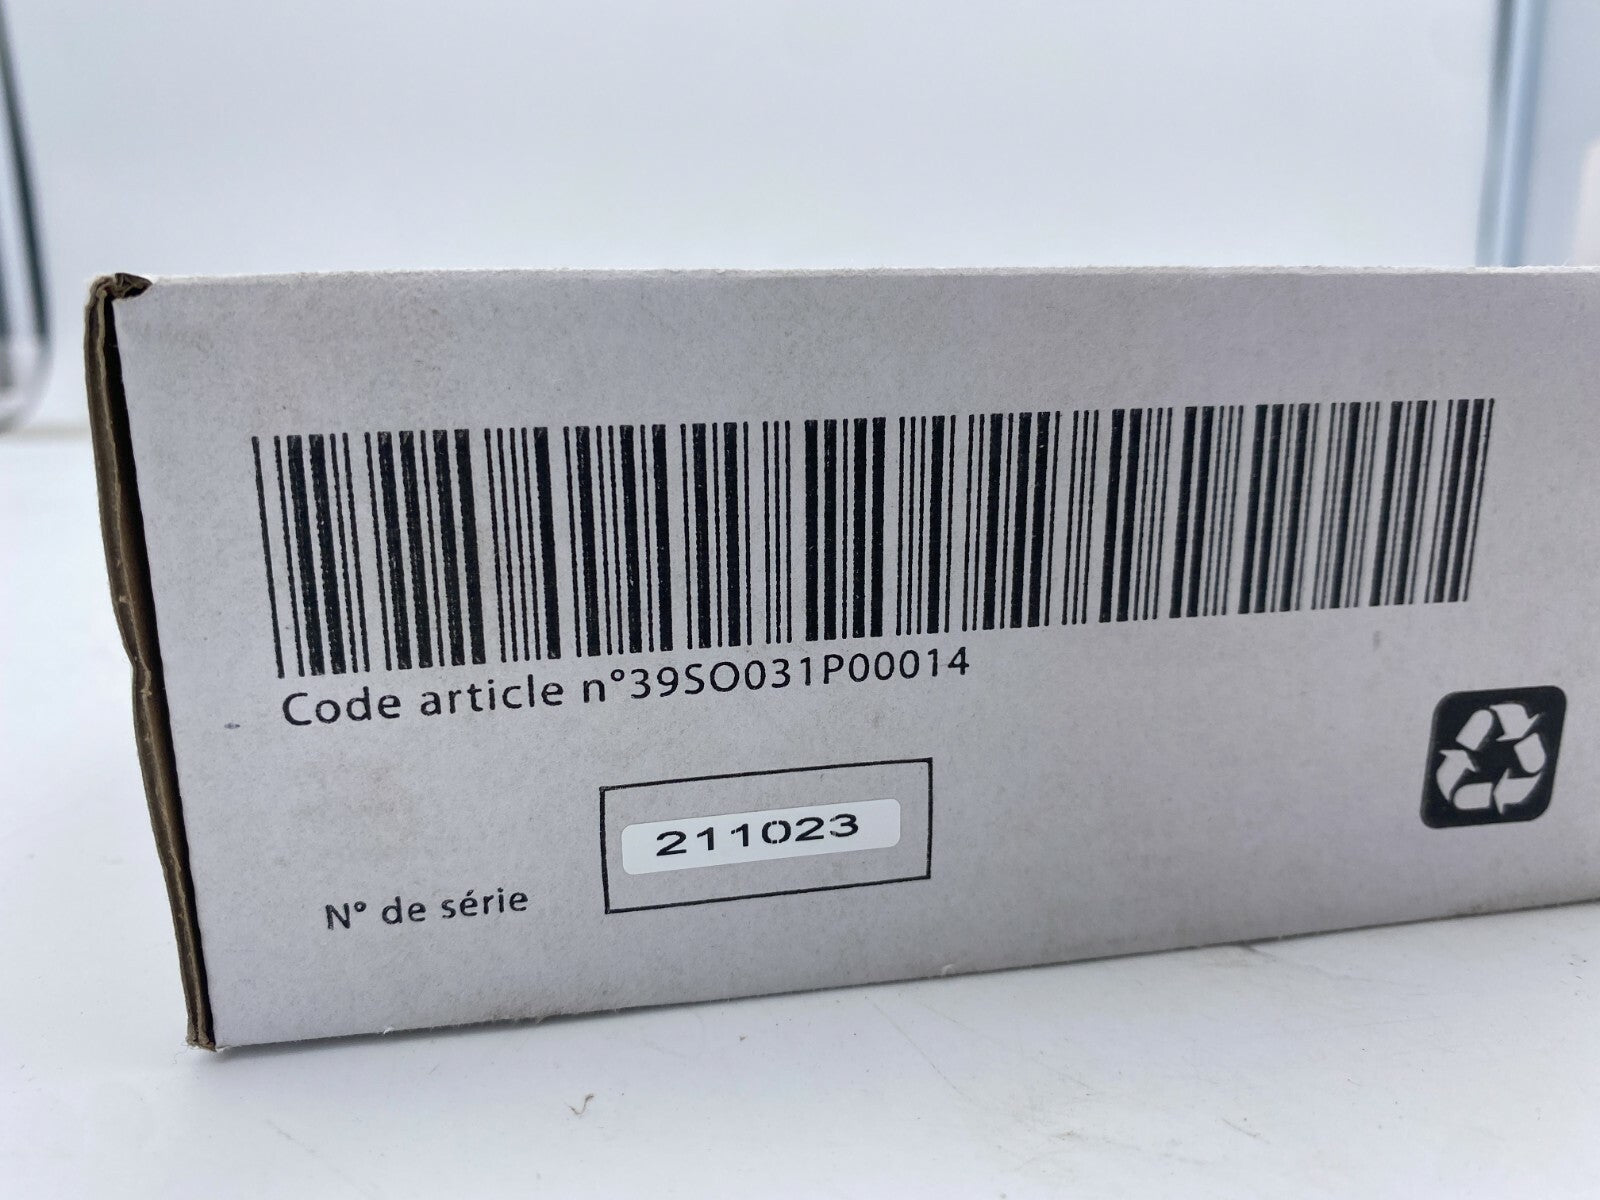 Code article n°39SO031P00014
211023
N° de série